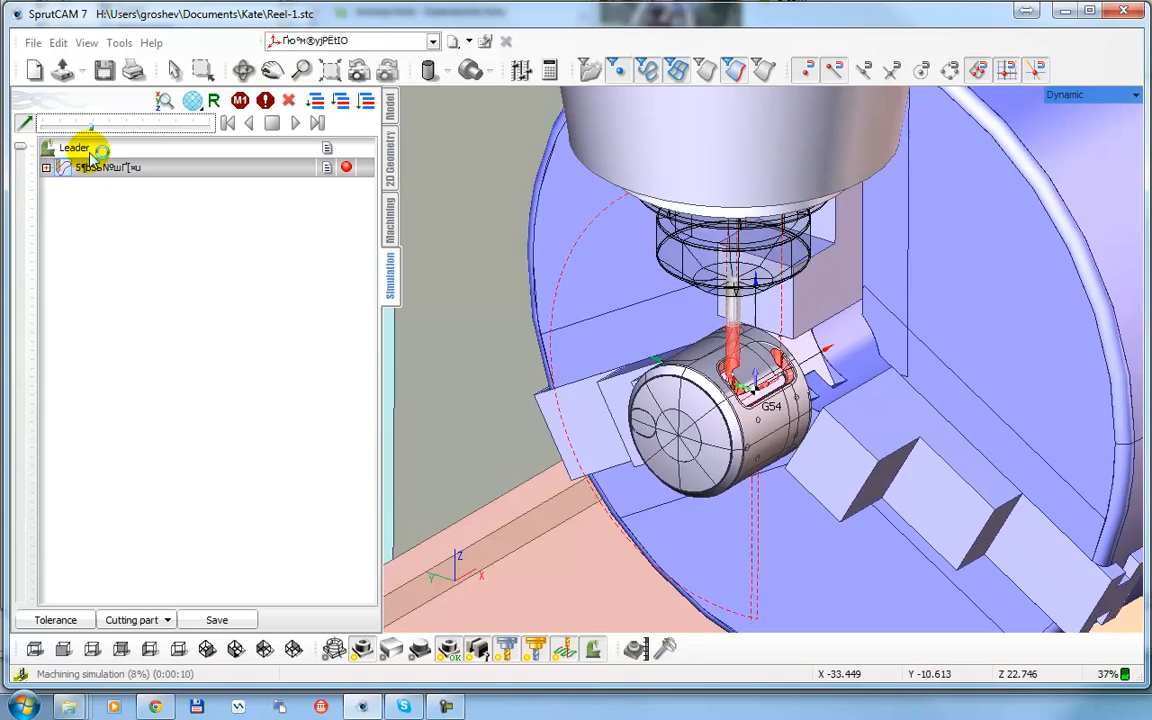 SprutCAM 7   H:\Users\groshev\Documents\Kate\Reel-1.stc
File Edit View Tools Help
R M1
Dynamic
Leader
Model
2D Geometry
Machining
Simulation
G54
Z
Y X
Tolerance Cutting part Save
OK
Machining simulation (8%) (0:00:10) X -33.449 Y -10.613 Z 22.746 37%